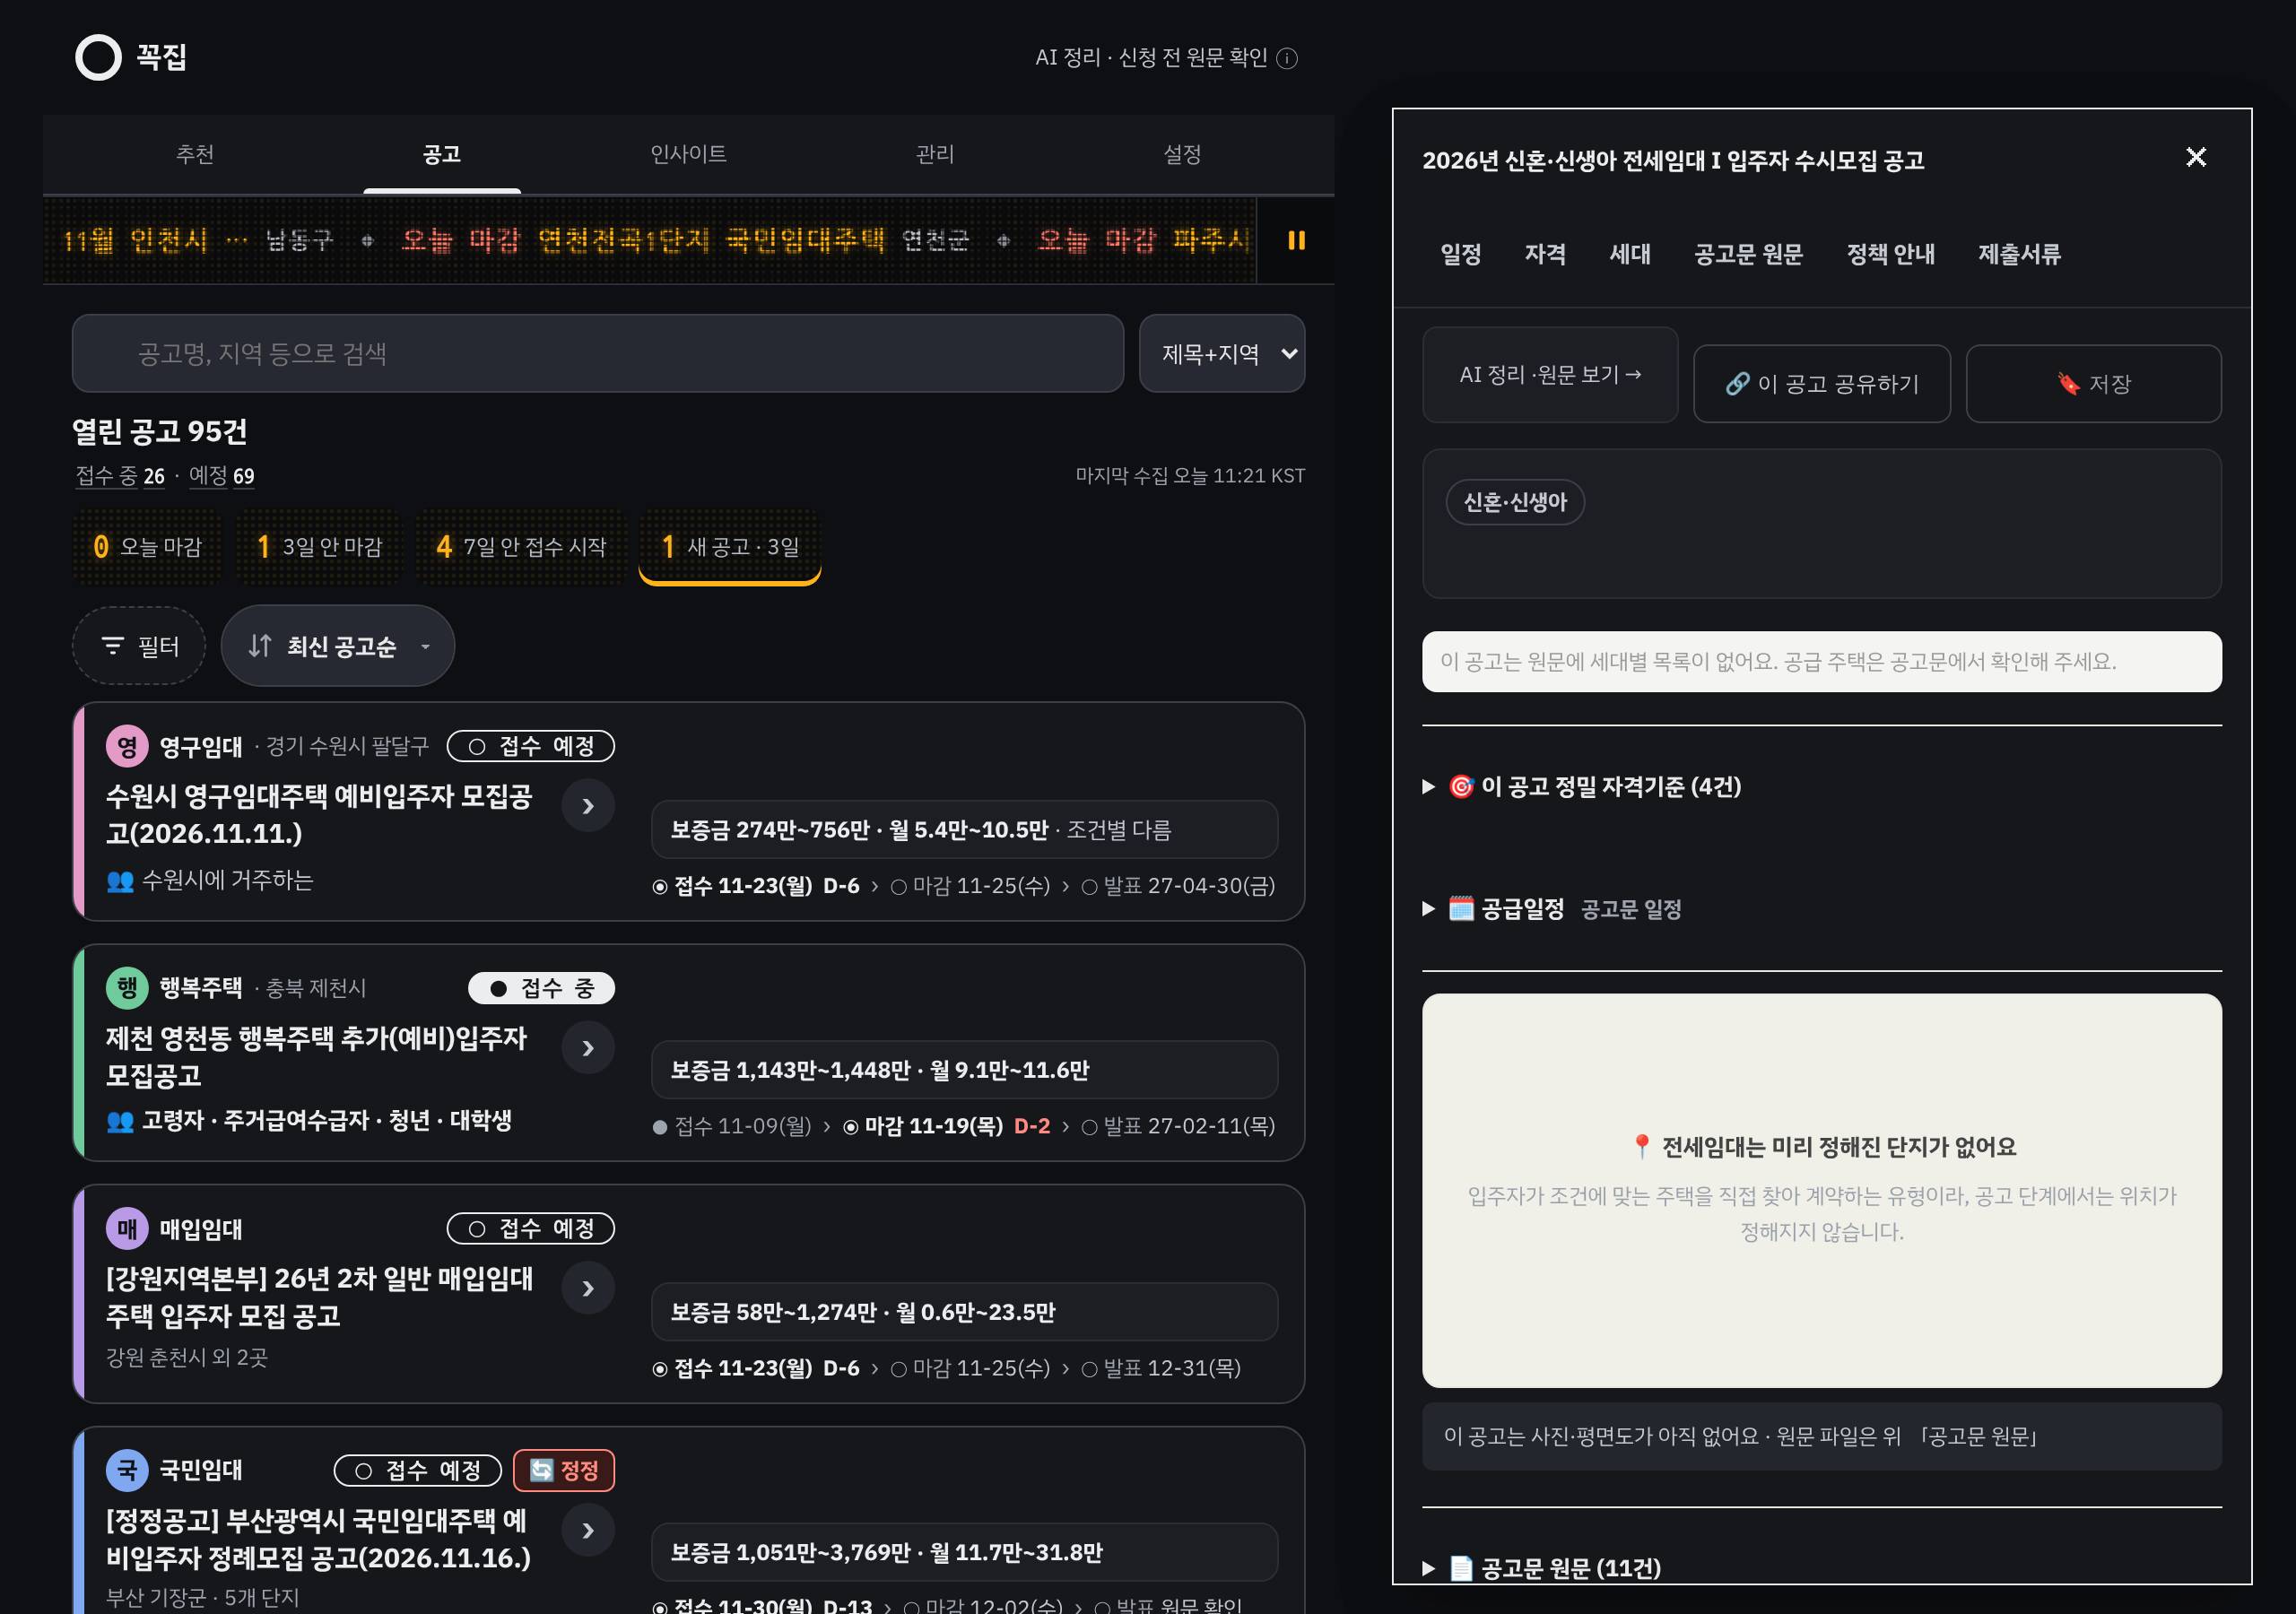 꼭집
AI 정리 · 신청 전 원문 확인 ⓘ
추천 공고 인사이트 관리 설정
11월 인천시 … 남동구 ◆ 오늘 마감 연천전곡1단지 국민임대주택 연천군 ◆ 오늘 마감 파주시
공고명, 지역 등으로 검색
제목+지역
열린 공고 95건
접수 중 26 · 예정 69
마지막 수집 오늘 11:21 KST
0 오늘 마감
1 3일 안 마감
4 7일 안 접수 시작
1 새 공고 · 3일
필터
최신 공고순
영 영구임대 · 경기 수원시 팔달구 ○ 접수 예정
수원시 영구임대주택 예비입주자 모집공
고(2026.11.11.)
👥 수원시에 거주하는
보증금 274만~756만 · 월 5.4만~10.5만 · 조건별 다름
◉ 접수 11-23(월) D-6 › ○ 마감 11-25(수) › ○ 발표 27-04-30(금)
행 행복주택 · 충북 제천시 ● 접수 중
제천 영천동 행복주택 추가(예비)입주자
모집공고
👥 고령자 · 주거급여수급자 · 청년 · 대학생
보증금 1,143만~1,448만 · 월 9.1만~11.6만
● 접수 11-09(월) › ◉ 마감 11-19(목) D-2 › ○ 발표 27-02-11(목)
매 매입임대 ○ 접수 예정
[강원지역본부] 26년 2차 일반 매입임대
주택 입주자 모집 공고
강원 춘천시 외 2곳
보증금 58만~1,274만 · 월 0.6만~23.5만
◉ 접수 11-23(월) D-6 › ○ 마감 11-25(수) › ○ 발표 12-31(목)
국 국민임대 ○ 접수 예정 🔄 정정
[정정공고] 부산광역시 국민임대주택 예
비입주자 정례모집 공고(2026.11.16.)
부산 기장군 · 5개 단지
보증금 1,051만~3,769만 · 월 11.7만~31.8만
◉ 접수 11-30(월) D-13 › ○ 마감 12-02(수) › ○ 발표 원문 확인
2026년 신혼·신생아 전세임대 I 입주자 수시모집 공고 ✕
일정 자격 세대 공고문 원문 정책 안내 제출서류
AI 정리 ·원문 보기 →
🔗 이 공고 공유하기
🔖 저장
신혼·신생아
이 공고는 원문에 세대별 목록이 없어요. 공급 주택은 공고문에서 확인해 주세요.
▶ 🎯 이 공고 정밀 자격기준 (4건)
▶ 🗓️ 공급일정 공고문 일정
📍 전세임대는 미리 정해진 단지가 없어요
입주자가 조건에 맞는 주택을 직접 찾아 계약하는 유형이라, 공고 단계에서는 위치가
정해지지 않습니다.
이 공고는 사진·평면도가 아직 없어요 · 원문 파일은 위 「공고문 원문」
▶ 📄 공고문 원문 (11건)